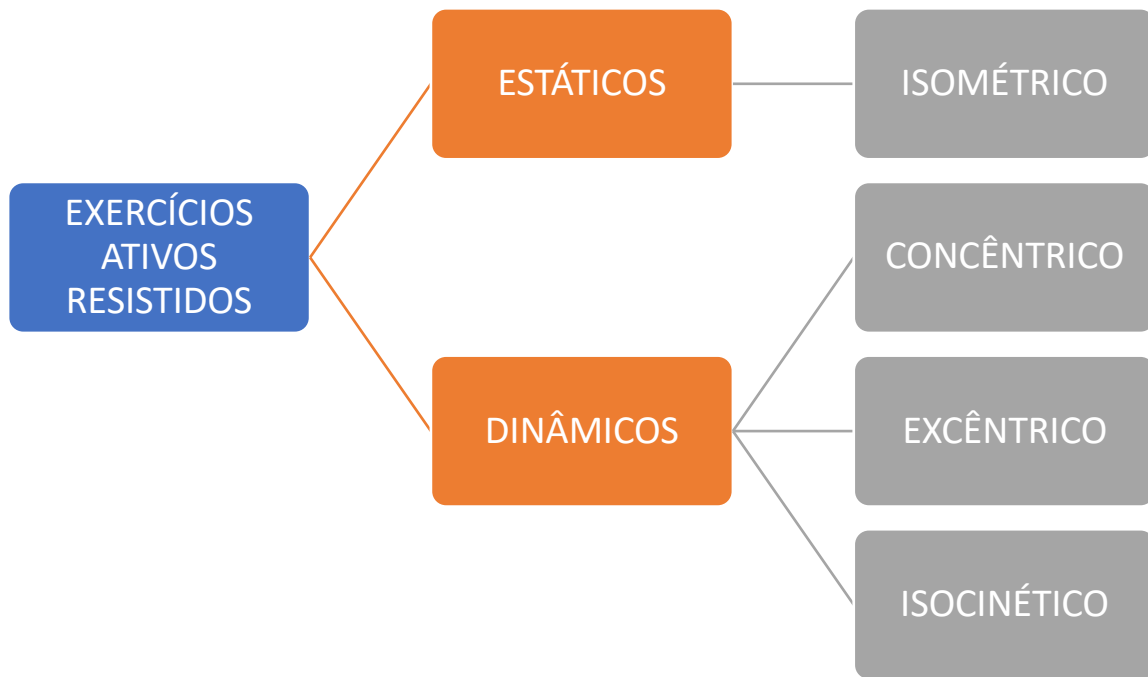 ESTÁTICOS
ISOMÉTRICO
EXERCÍCIOS
ATIVOS
RESISTIDOS
CONCÊNTRICO
DINÂMICOS
EXCÊNTRICO
ISOCINÉTICO